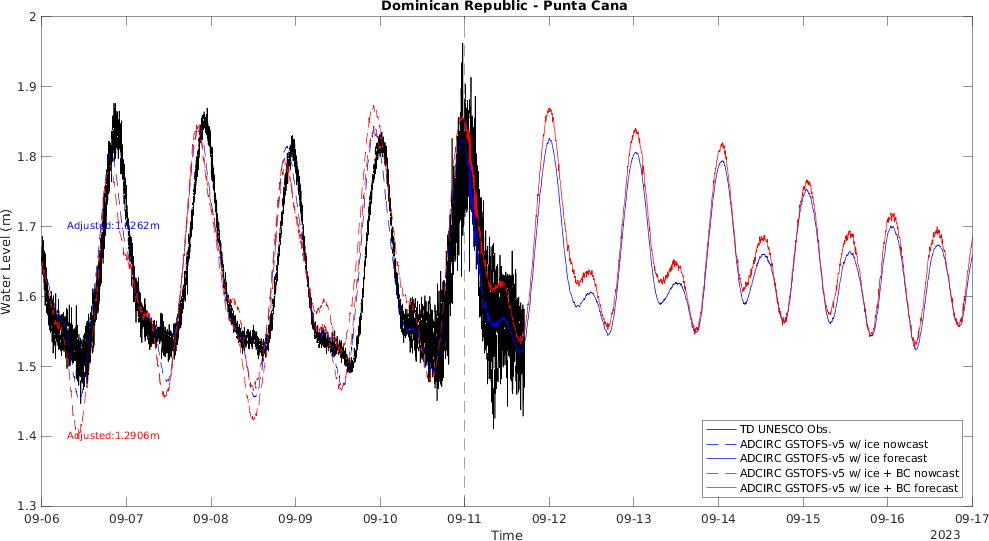 Dominican Republic - Punta Cana
2
1.9
1.8
1.7
1.6
1.5
1.4
1.3
Water Level (m)
Adjusted:1.6262m
Adjusted:1.2906m
TD UNESCO Obs.
ADCIRC GSTOFS-v5 w/ ice nowcast
ADCIRC GSTOFS-v5 w/ ice forecast
ADCIRC GSTOFS-v5 w/ ice + BC nowcast
ADCIRC GSTOFS-v5 w/ ice + BC forecast
09-06 09-07 09-08 09-09 09-10 09-11 09-12 09-13 09-14 09-15 09-16 09-17
Time
2023